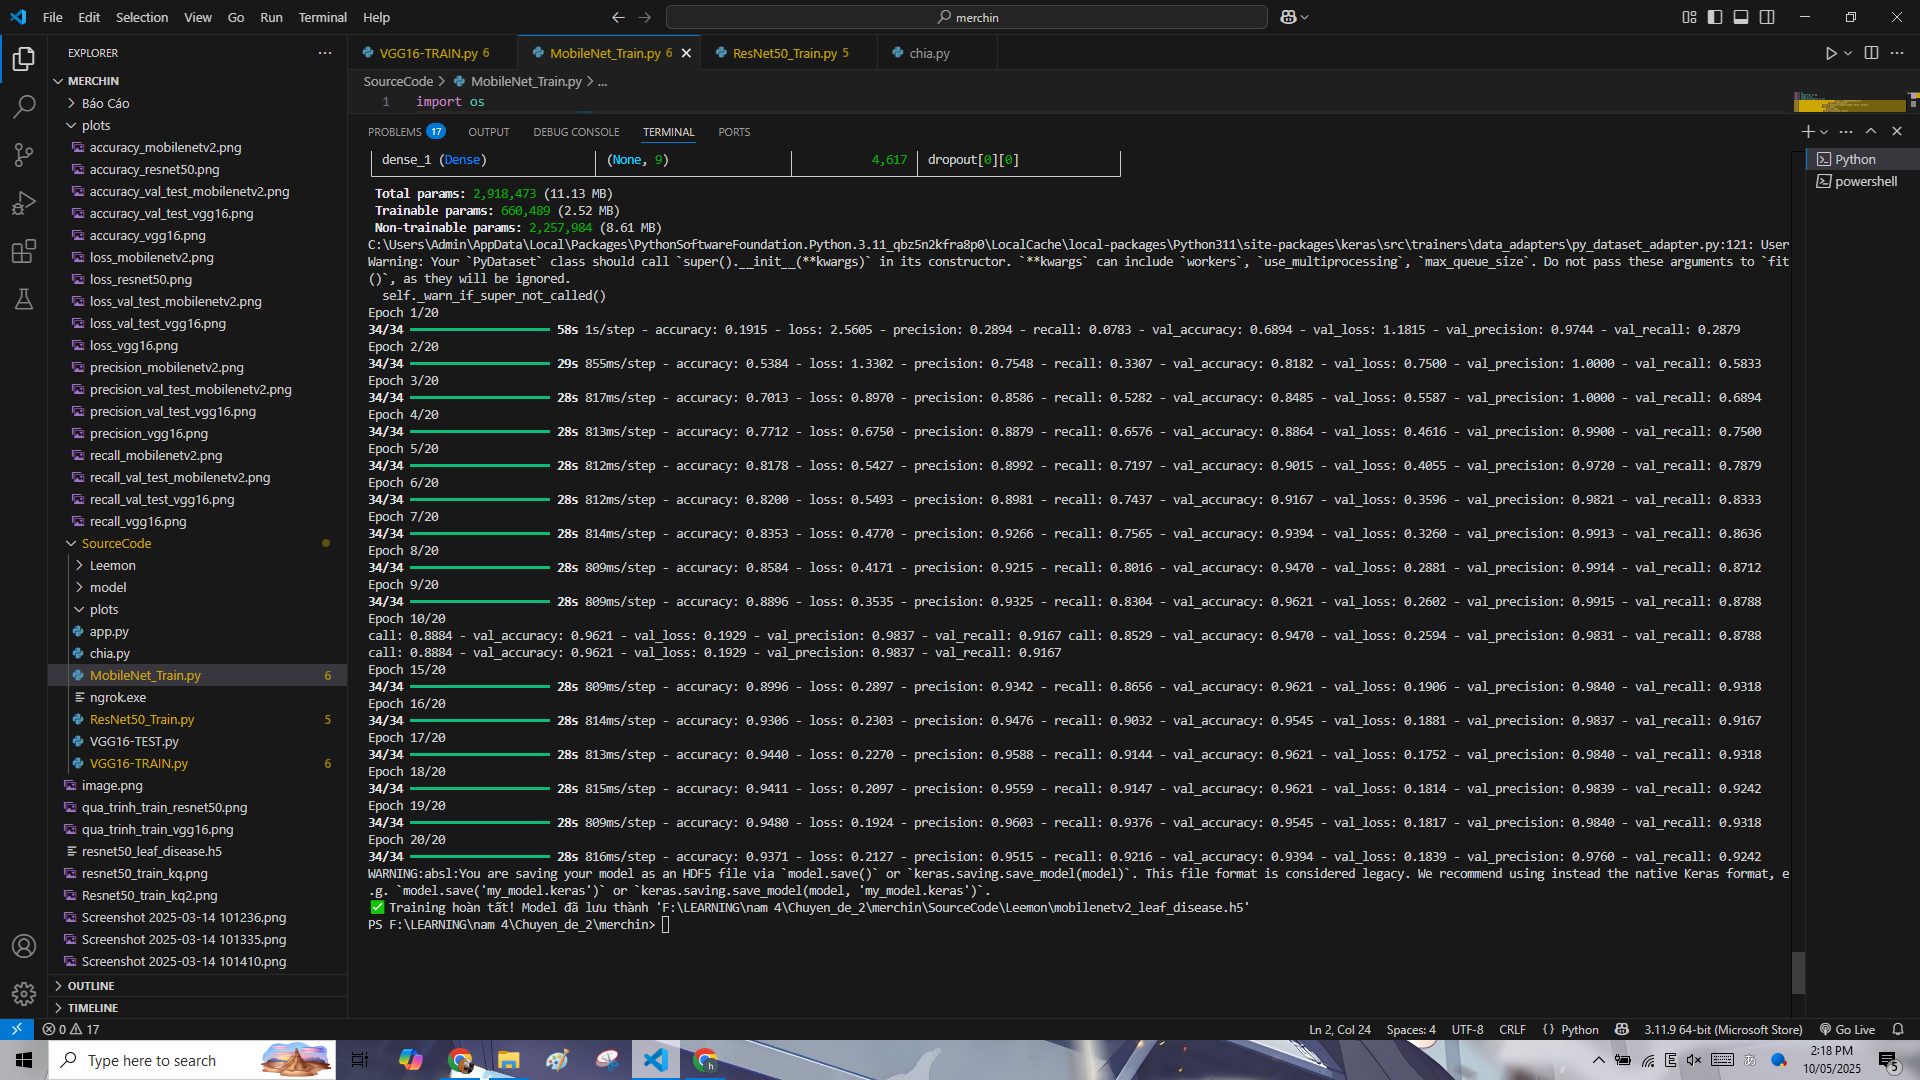 File Edit Selection View Go Run Terminal Help
merchin
EXPLORER
MERCHIN
Báo Cáo
plots
accuracy_mobilenetv2.png
accuracy_resnet50.png
accuracy_val_test_mobilenetv2.png
accuracy_val_test_vgg16.png
accuracy_vgg16.png
loss_mobilenetv2.png
loss_resnet50.png
loss_val_test_mobilenetv2.png
loss_val_test_vgg16.png
loss_vgg16.png
precision_mobilenetv2.png
precision_val_test_mobilenetv2.png
precision_val_test_vgg16.png
precision_vgg16.png
recall_mobilenetv2.png
recall_val_test_mobilenetv2.png
recall_val_test_vgg16.png
recall_vgg16.png
SourceCode
Leemon
model
plots
app.py
chia.py
MobileNet_Train.py 6
ngrok.exe
ResNet50_Train.py 5
VGG16-TEST.py
VGG16-TRAIN.py 6
image.png
qua_trinh_train_resnet50.png
qua_trinh_train_vgg16.png
resnet50_leaf_disease.h5
resnet50_train_kq.png
Resnet50_train_kq2.png
Screenshot 2025-03-14 101236.png
Screenshot 2025-03-14 101335.png
Screenshot 2025-03-14 101410.png
OUTLINE
TIMELINE
VGG16-TRAIN.py 6 MobileNet_Train.py 6 ResNet50_Train.py 5 chia.py
SourceCode > MobileNet_Train.py > ...
1 import os
PROBLEMS 17 OUTPUT DEBUG CONSOLE TERMINAL PORTS
Python
powershell
dense_1 (Dense) (None, 9) 4,617 dropout[0][0]
Total params: 2,918,473 (11.13 MB)
Trainable params: 660,489 (2.52 MB)
Non-trainable params: 2,257,984 (8.61 MB)
C:\Users\Admin\AppData\Local\Packages\PythonSoftwareFoundation.Python.3.11_qbz5n2kfra8p0\LocalCache\local-packages\Python311\site-packages\keras\src\trainers\data_adapters\py_dataset_adapter.py:121: User
Warning: Your `PyDataset` class should call `super().__init__(**kwargs)` in its constructor. `**kwargs` can include `workers`, `use_multiprocessing`, `max_queue_size`. Do not pass these arguments to `fit
()`, as they will be ignored.
self._warn_if_super_not_called()
Epoch 1/20
34/34 58s 1s/step - accuracy: 0.1915 - loss: 2.5605 - precision: 0.2894 - recall: 0.0783 - val_accuracy: 0.6894 - val_loss: 1.1815 - val_precision: 0.9744 - val_recall: 0.2879
Epoch 2/20
34/34 29s 855ms/step - accuracy: 0.5384 - loss: 1.3302 - precision: 0.7548 - recall: 0.3307 - val_accuracy: 0.8182 - val_loss: 0.7500 - val_precision: 1.0000 - val_recall: 0.5833
Epoch 3/20
34/34 28s 817ms/step - accuracy: 0.7013 - loss: 0.8970 - precision: 0.8586 - recall: 0.5282 - val_accuracy: 0.8485 - val_loss: 0.5587 - val_precision: 1.0000 - val_recall: 0.6894
Epoch 4/20
34/34 28s 813ms/step - accuracy: 0.7712 - loss: 0.6750 - precision: 0.8879 - recall: 0.6576 - val_accuracy: 0.8864 - val_loss: 0.4616 - val_precision: 0.9900 - val_recall: 0.7500
Epoch 5/20
34/34 28s 812ms/step - accuracy: 0.8178 - loss: 0.5427 - precision: 0.8992 - recall: 0.7197 - val_accuracy: 0.9015 - val_loss: 0.4055 - val_precision: 0.9720 - val_recall: 0.7879
Epoch 6/20
34/34 28s 812ms/step - accuracy: 0.8200 - loss: 0.5493 - precision: 0.8981 - recall: 0.7437 - val_accuracy: 0.9167 - val_loss: 0.3596 - val_precision: 0.9821 - val_recall: 0.8333
Epoch 7/20
34/34 28s 814ms/step - accuracy: 0.8353 - loss: 0.4770 - precision: 0.9266 - recall: 0.7565 - val_accuracy: 0.9394 - val_loss: 0.3260 - val_precision: 0.9913 - val_recall: 0.8636
Epoch 8/20
34/34 28s 809ms/step - accuracy: 0.8584 - loss: 0.4171 - precision: 0.9215 - recall: 0.8016 - val_accuracy: 0.9470 - val_loss: 0.2881 - val_precision: 0.9914 - val_recall: 0.8712
Epoch 9/20
34/34 28s 809ms/step - accuracy: 0.8896 - loss: 0.3535 - precision: 0.9325 - recall: 0.8304 - val_accuracy: 0.9621 - val_loss: 0.2602 - val_precision: 0.9915 - val_recall: 0.8788
Epoch 10/20
call: 0.8884 - val_accuracy: 0.9621 - val_loss: 0.1929 - val_precision: 0.9837 - val_recall: 0.9167 call: 0.8529 - val_accuracy: 0.9470 - val_loss: 0.2594 - val_precision: 0.9831 - val_recall: 0.8788
call: 0.8884 - val_accuracy: 0.9621 - val_loss: 0.1929 - val_precision: 0.9837 - val_recall: 0.9167
Epoch 15/20
34/34 28s 809ms/step - accuracy: 0.8996 - loss: 0.2897 - precision: 0.9342 - recall: 0.8656 - val_accuracy: 0.9621 - val_loss: 0.1906 - val_precision: 0.9840 - val_recall: 0.9318
Epoch 16/20
34/34 28s 814ms/step - accuracy: 0.9306 - loss: 0.2303 - precision: 0.9476 - recall: 0.9032 - val_accuracy: 0.9545 - val_loss: 0.1881 - val_precision: 0.9837 - val_recall: 0.9167
Epoch 17/20
34/34 28s 813ms/step - accuracy: 0.9440 - loss: 0.2270 - precision: 0.9588 - recall: 0.9144 - val_accuracy: 0.9621 - val_loss: 0.1752 - val_precision: 0.9840 - val_recall: 0.9318
Epoch 18/20
34/34 28s 815ms/step - accuracy: 0.9411 - loss: 0.2097 - precision: 0.9559 - recall: 0.9147 - val_accuracy: 0.9621 - val_loss: 0.1814 - val_precision: 0.9839 - val_recall: 0.9242
Epoch 19/20
34/34 28s 809ms/step - accuracy: 0.9480 - loss: 0.1924 - precision: 0.9603 - recall: 0.9376 - val_accuracy: 0.9545 - val_loss: 0.1817 - val_precision: 0.9840 - val_recall: 0.9318
Epoch 20/20
34/34 28s 816ms/step - accuracy: 0.9371 - loss: 0.2127 - precision: 0.9515 - recall: 0.9216 - val_accuracy: 0.9394 - val_loss: 0.1839 - val_precision: 0.9760 - val_recall: 0.9242
WARNING:absl:You are saving your model as an HDF5 file via `model.save()` or `keras.saving.save_model(model)`. This file format is considered legacy. We recommend using instead the native Keras format, e
.g. `model.save('my_model.keras')` or `keras.saving.save_model(model, 'my_model.keras')`.
✅ Training hoàn tất! Model đã lưu thành 'F:\LEARNING\nam 4\Chuyen_de_2\merchin\SourceCode\Leemon\mobilenetv2_leaf_disease.h5'
PS F:\LEARNING\nam 4\Chuyen_de_2\merchin>
0 17
Ln 2, Col 24 Spaces: 4 UTF-8 CRLF {} Python 3.11.9 64-bit (Microsoft Store) Go Live
Type here to search
2:18 PM
10/05/2025
5